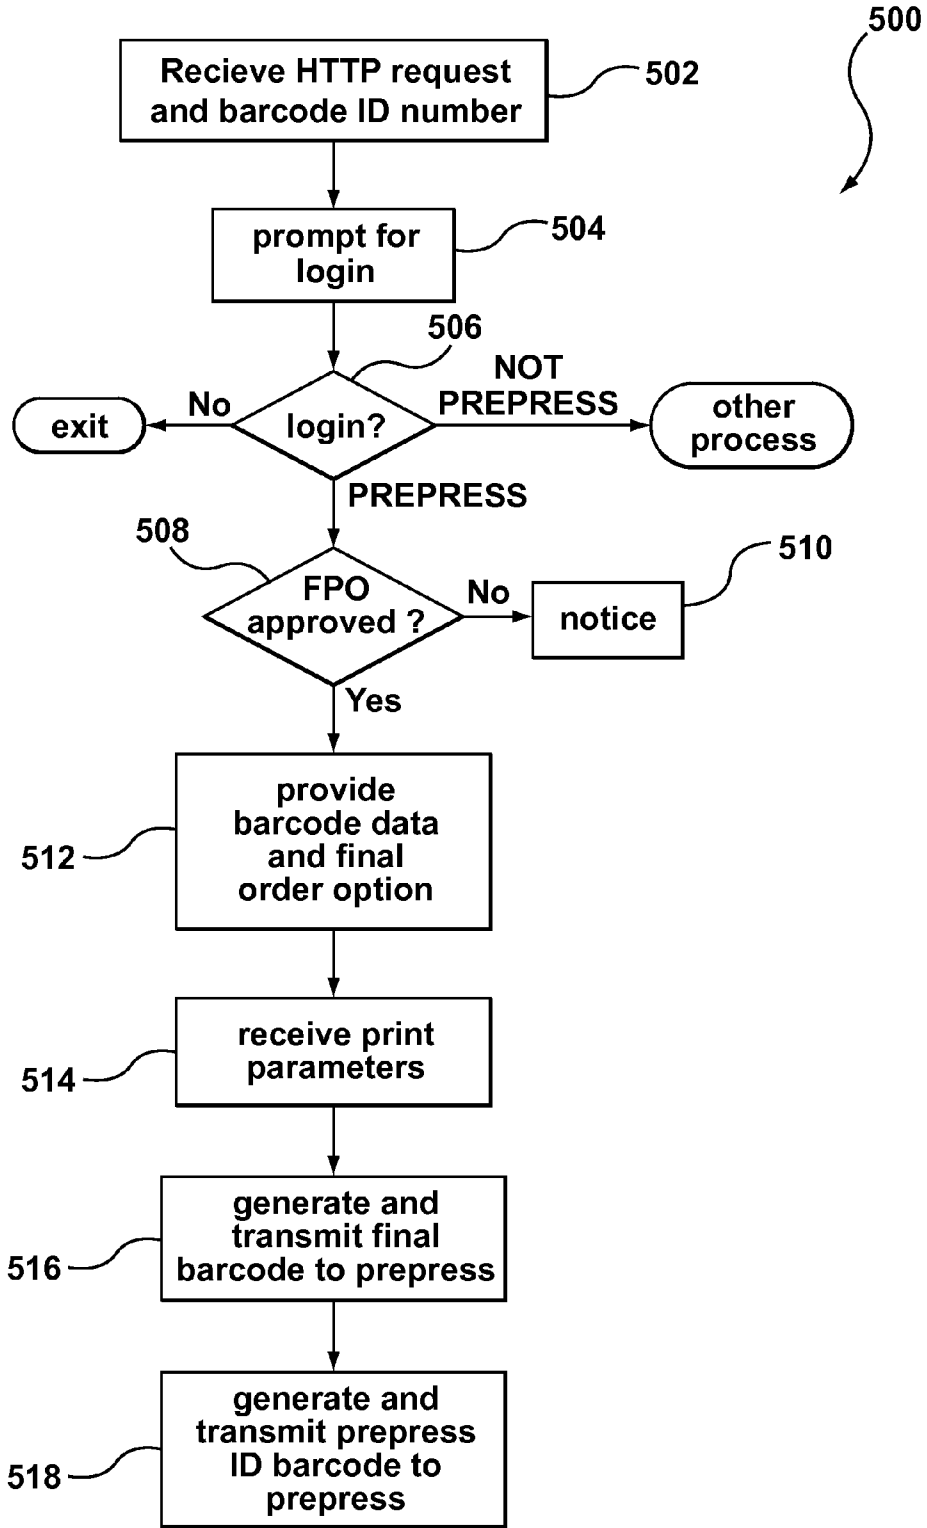 500
Recieve HTTP request
and barcode ID number
502
prompt for
login
504
506
login?
No
exit
NOT
PREPRESS
other
process
PREPRESS
508
FPO
approved ?
No
notice
510
Yes
provide
barcode data
and final
order option
512
receive print
parameters
514
generate and
transmit final
barcode to prepress
516
generate and
transmit prepress
ID barcode to
prepress
518